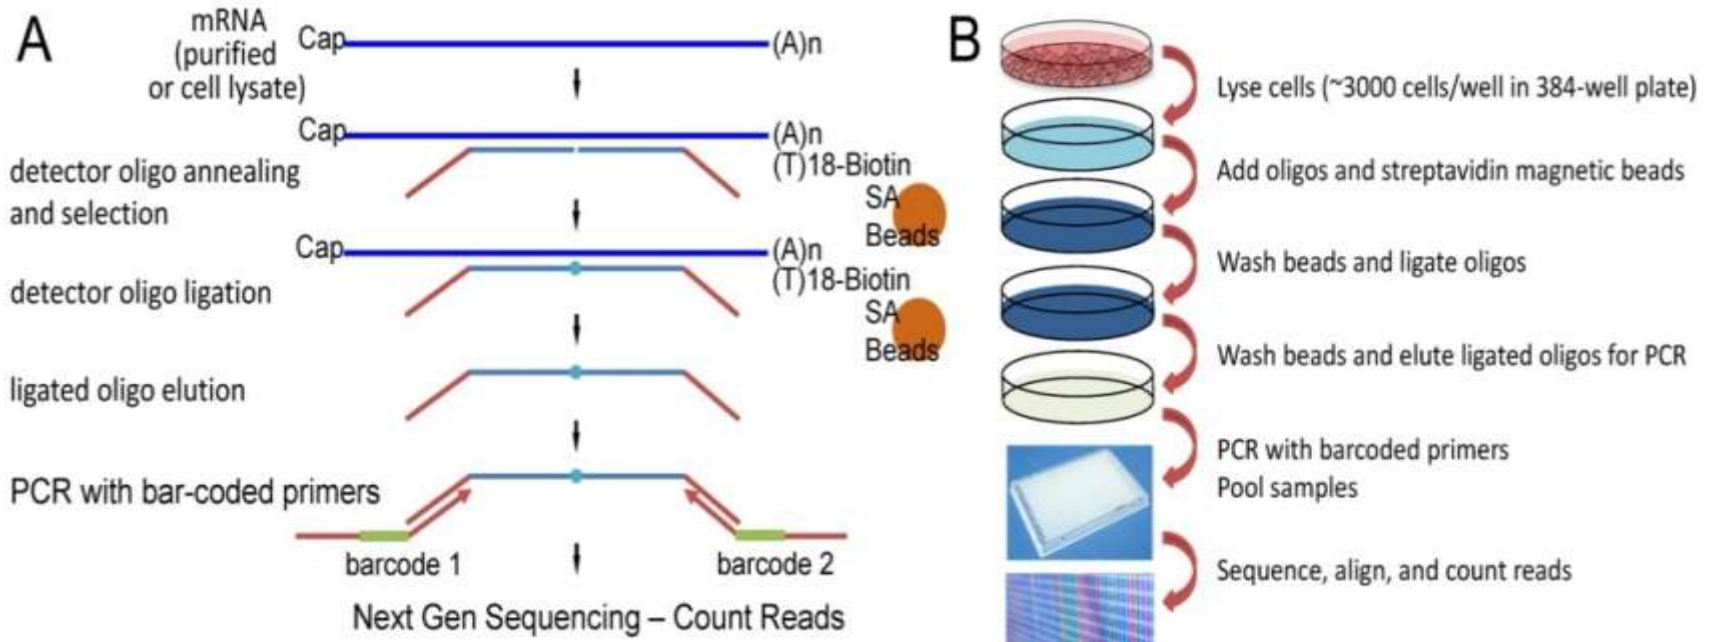 A
mRNA
(purified
or cell lysate)
Cap
(A)n
Cap
(A)n
(T)18-Biotin
detector oligo annealing
and selection
SA
Beads
Cap
(A)n
(T)18-Biotin
detector oligo ligation
SA
Beads
ligated oligo elution
PCR with bar-coded primers
barcode 1
barcode 2
Next Gen Sequencing – Count Reads
B
Lyse cells (~3000 cells/well in 384-well plate)
Add oligos and streptavidin magnetic beads
Wash beads and ligate oligos
Wash beads and elute ligated oligos for PCR
PCR with barcoded primers
Pool samples
Sequence, align, and count reads